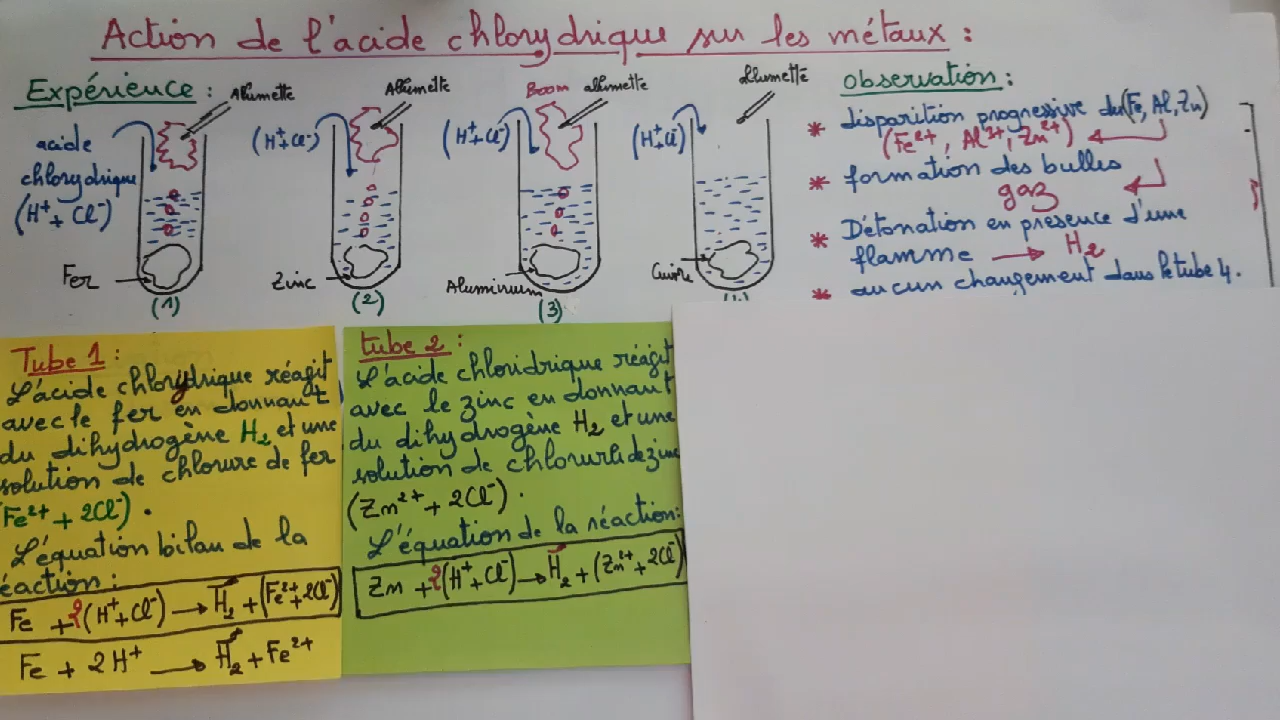 Action de l'acide chlorydrique sur les métaux :
Expérience :
Allumette
acide
chlorydrique
(H⁺ + Cl⁻)
Fer
(1)
Allumette
(H⁺+Cl⁻)
Zinc
(2)
Boom allumette
(H⁺+Cl⁻)
Aluminium
(3)
allumette
(H⁺+Cl⁻)
Cuivre
observation :
* disparition progressive du (Fe, Al, Zn)
(Fe²⁺, Al³⁺, Zn²⁺)
* formation des bulles
gaz
* Détonation en présence d'une
flamme → H₂
* aucun changement dans le tube 4.
Tube 1 :
L'acide chlorydrique réagit
avec le fer en donnant
du dihydrogène H₂ et une
solution de chlorure de fer
(Fe²⁺ + 2Cl⁻).
L'équation bilan de la
éaction :
Fe + 2(H⁺+Cl⁻) → H₂ + (Fe²⁺+2Cl⁻)
Fe + 2H⁺ → H₂ + Fe²⁺
tube 2 :
L'acide chloridrique réagit
avec le zinc en donnant
du dihydrogène H₂ et une
solution de chlorure de zinc
(Zn²⁺ + 2Cl⁻).
L'équation de la réaction:
Zn + 2(H⁺+Cl⁻) → H₂ + (Zn²⁺+2Cl⁻)